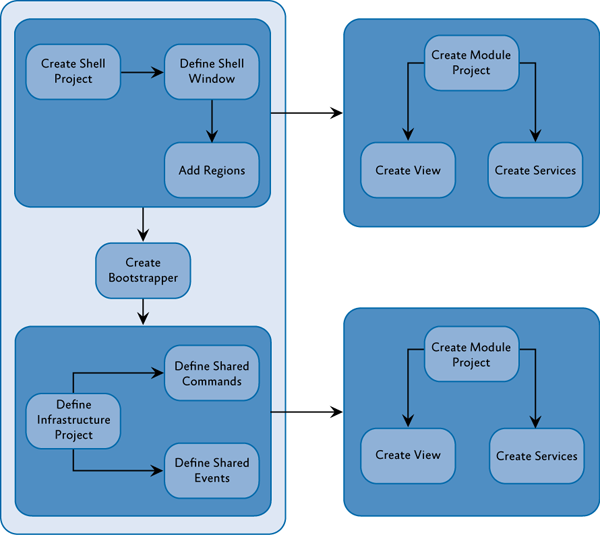 Create Shell
Project
Define Shell
Window
Add Regions
Create
Bootstrapper
Define
Infrastructure
Project
Define Shared
Commands
Define Shared
Events
Create Module
Project
Create View
Create Services
Create Module
Project
Create View
Create Services